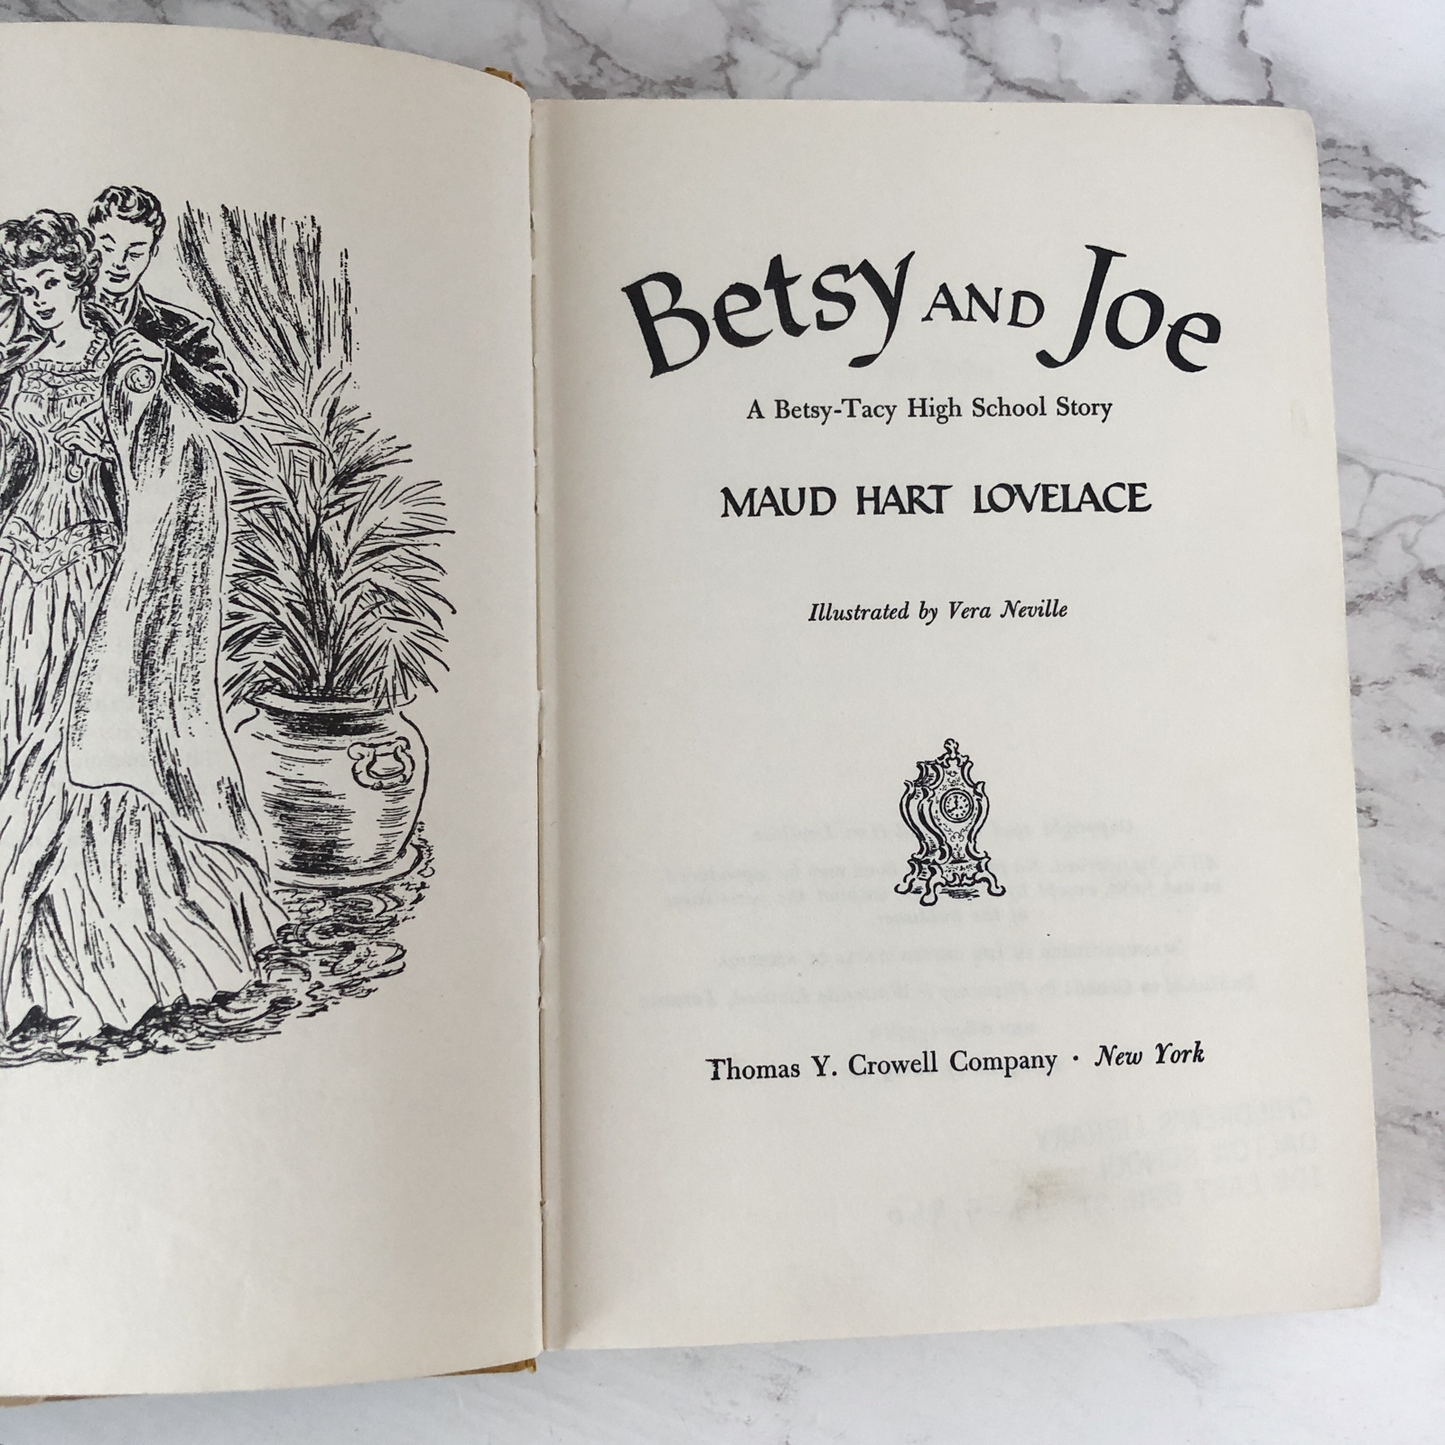 Betsy AND Joe
A Betsy-Tacy High School Story
MAUD HART LOVELACE
Illustrated by Vera Neville
Thomas Y. Crowell Company · New York